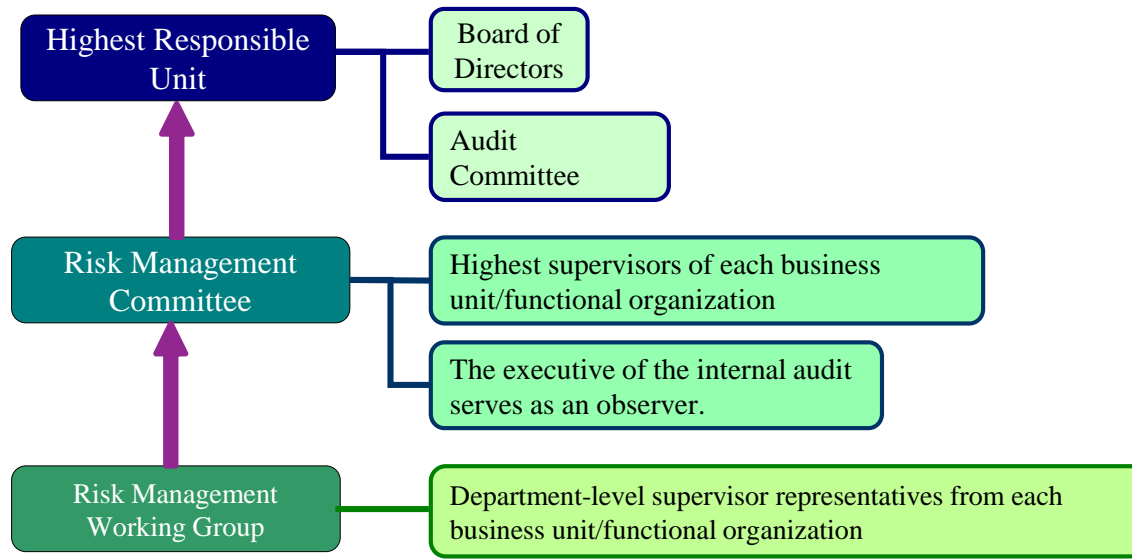 Highest Responsible
Unit
Board of
Directors
Audit
Committee
Risk Management
Committee
Highest supervisors of each business
unit/functional organization
The executive of the internal audit
serves as an observer.
Risk Management
Working Group
Department-level supervisor representatives from each
business unit/functional organization